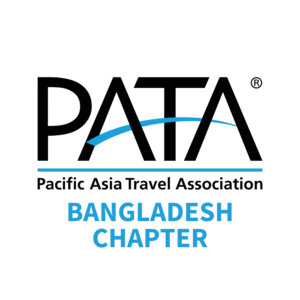 PATA®
Pacific Asia Travel Association
BANGLADESH
CHAPTER